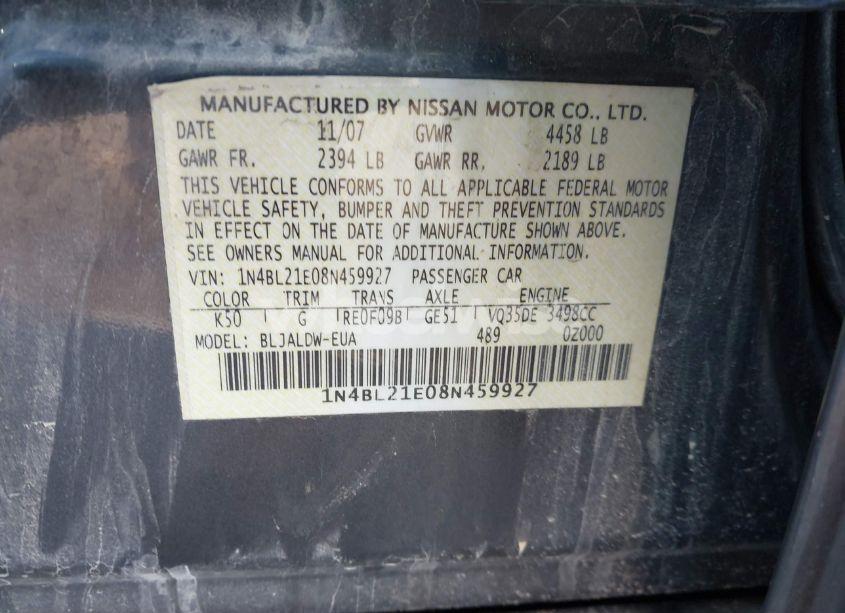 MANUFACTURED BY NISSAN MOTOR CO., LTD.
DATE 11/07 GVWR 4458 LB
GAWR FR. 2394 LB GAWR RR. 2189 LB
THIS VEHICLE CONFORMS TO ALL APPLICABLE FEDERAL MOTOR
VEHICLE SAFETY, BUMPER AND THEFT PREVENTION STANDARDS
IN EFFECT ON THE DATE OF MANUFACTURE SHOWN ABOVE.
SEE OWNERS MANUAL FOR ADDITIONAL INFORMATION.
VIN: 1N4BL21E08N459927 PASSENGER CAR
COLOR TRIM TRANS AXLE ENGINE
K50 G RE0F09B GE51 VQ35DE 3498CC
MODEL: BLJALDW-EUA 489 0Z000
1N4BL21E08N459927